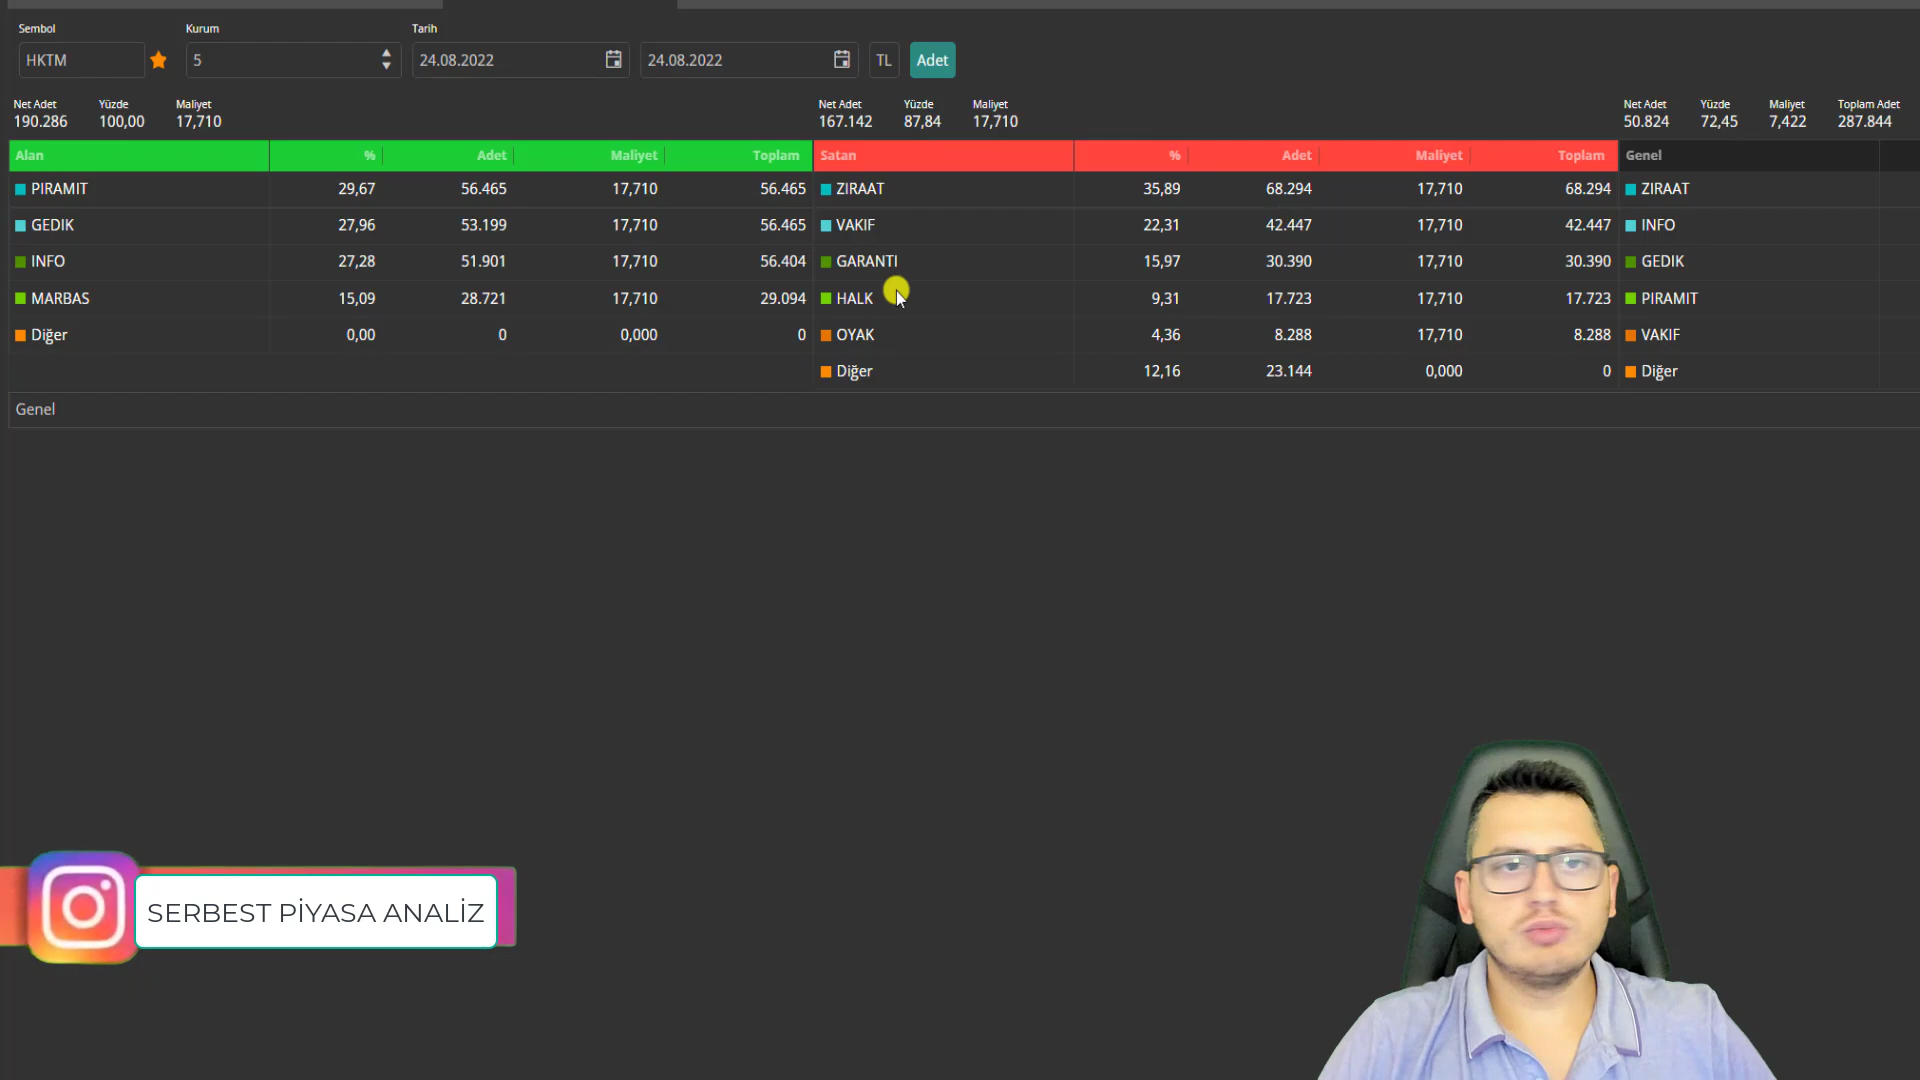 Sembol Kurum Tarih
HKTM 5 24.08.2022 24.08.2022 TL Adet
Net Adet Yüzde Maliyet Net Adet Yüzde Maliyet Net Adet Yüzde Maliyet Toplam Adet
190.286 100,00 17,710 167.142 87,84 17,710 50.824 72,45 7,422 287.844
Alan % Adet Maliyet Toplam Satan % Adet Maliyet Toplam Genel
PIRAMIT 29,67 56.465 17,710 56.465 ZIRAAT 35,89 68.294 17,710 68.294 ZIRAAT
GEDIK 27,96 53.199 17,710 56.465 VAKIF 22,31 42.447 17,710 42.447 INFO
INFO 27,28 51.901 17,710 56.404 GARANTI 15,97 30.390 17,710 30.390 GEDIK
MARBAS 15,09 28.721 17,710 29.094 HALK 9,31 17.723 17,710 17.723 PIRAMIT
Diğer 0,00 0 0,000 0 OYAK 4,36 8.288 17,710 8.288 VAKIF
Diğer 12,16 23.144 0,000 0 Diğer
Genel
SERBEST PİYASA ANALİZ